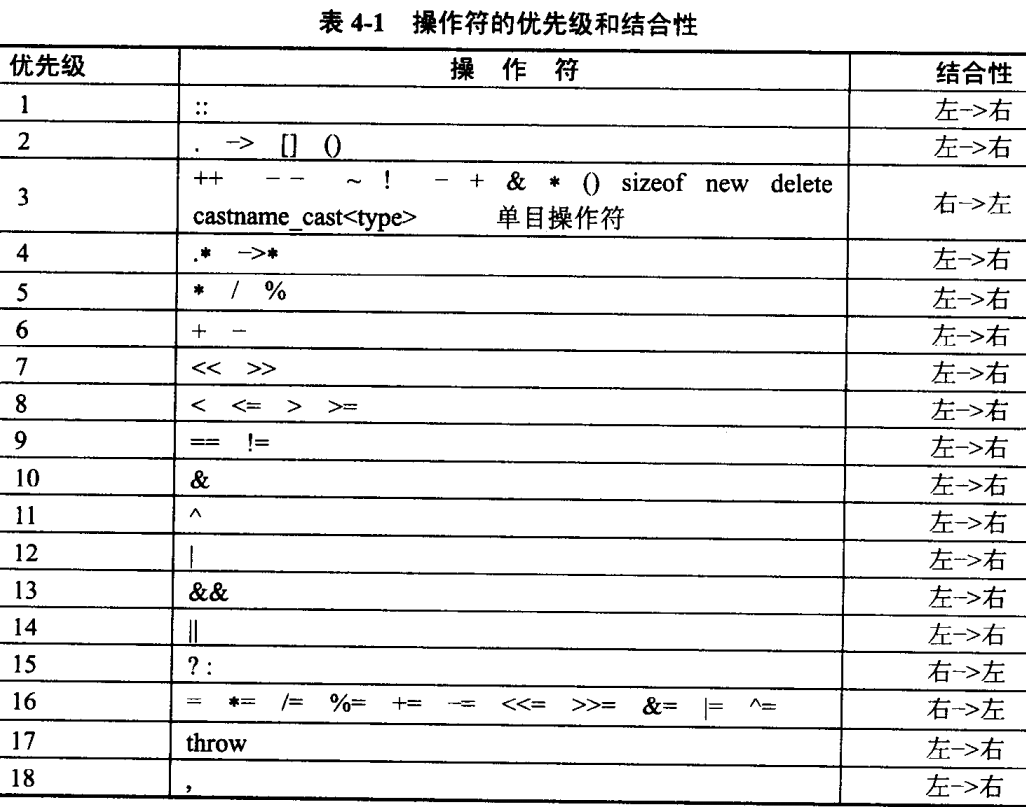 表 4-1 操作符的优先级和结合性
优先级 操 作 符 结合性
1 :: 左->右
2 . -> [] () 左->右
3 ++ -- ~ ! - + & * () sizeof new delete 右->左
castname_cast<type> 单目操作符
4 .* ->* 左->右
5 * / % 左->右
6 + - 左->右
7 << >> 左->右
8 < <= > >= 左->右
9 == != 左->右
10 & 左->右
11 ^ 左->右
12 | 左->右
13 && 左->右
14 || 左->右
15 ? : 右->左
16 = *= /= %= += -= <<= >>= &= |= ^= 右->左
17 throw 左->右
18 , 左->右